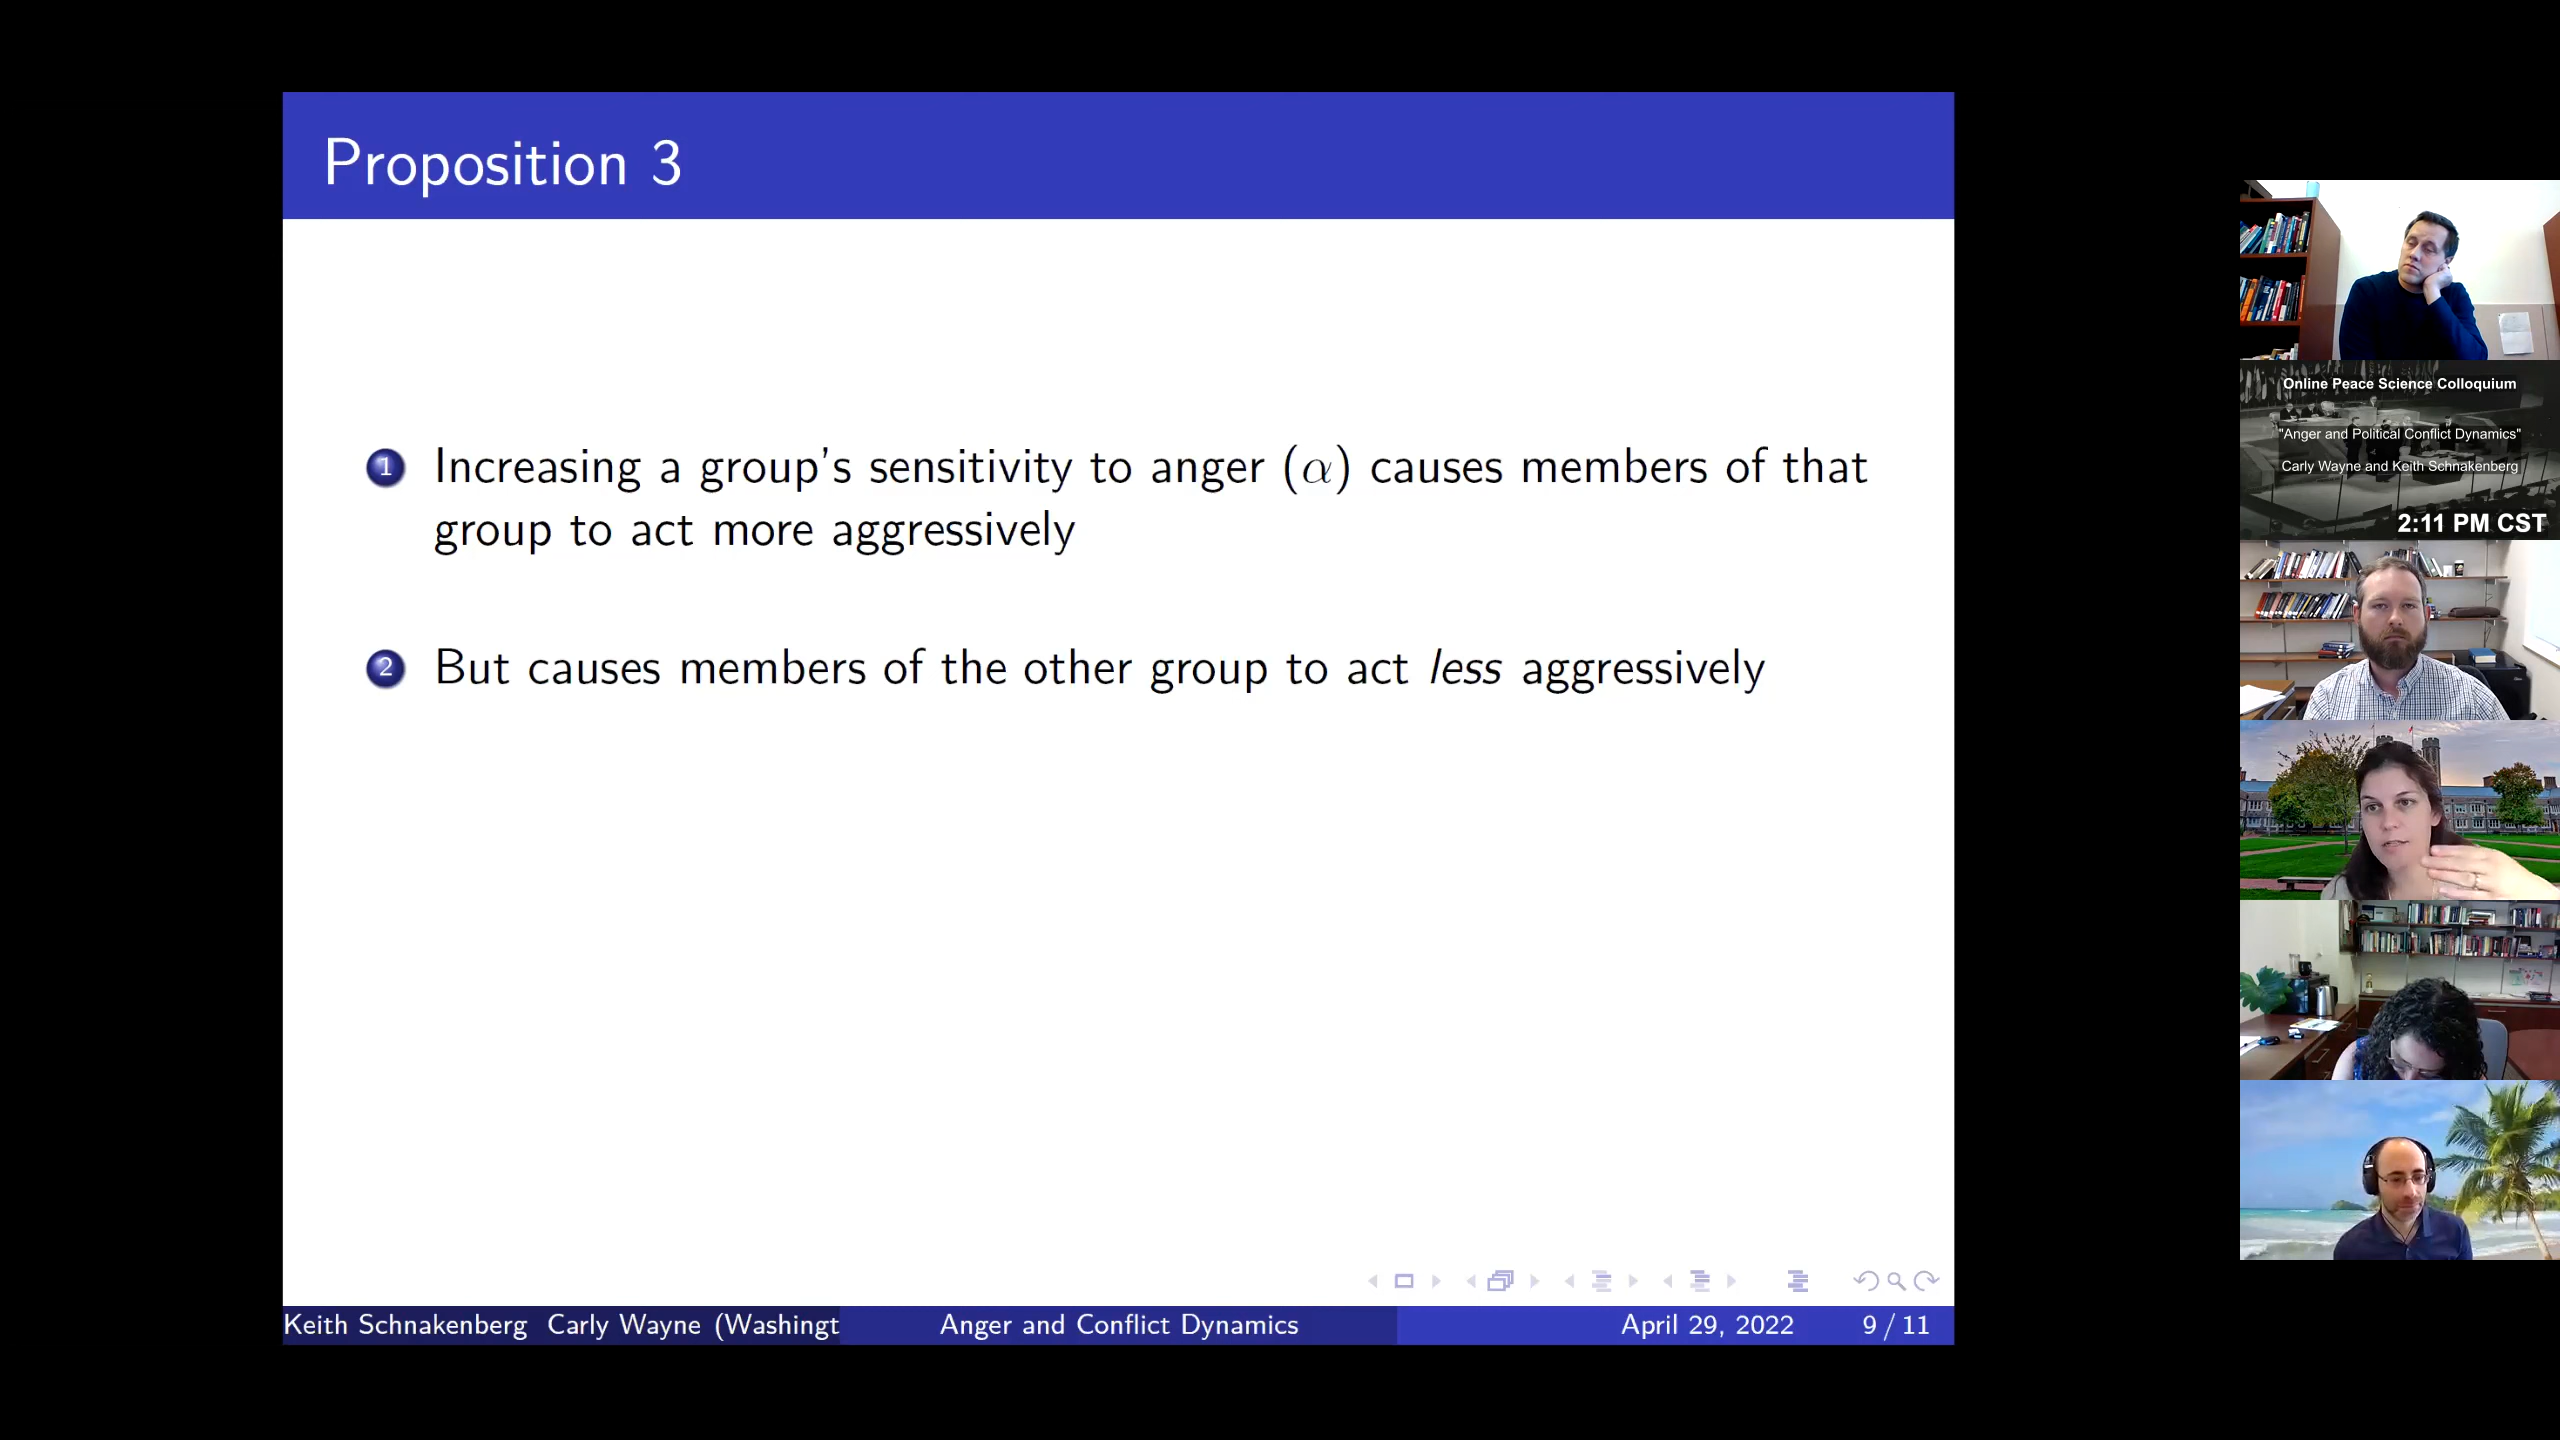 Proposition 3
1 Increasing a group's sensitivity to anger (α) causes members of that
group to act more aggressively
2 But causes members of the other group to act less aggressively
Keith Schnakenberg Carly Wayne (Washingt
Anger and Conflict Dynamics
April 29, 2022
9 / 11
Online Peace Science Colloquium
"Anger and Political Conflict Dynamics"
Carly Wayne and Keith Schnakenberg
2:11 PM CST